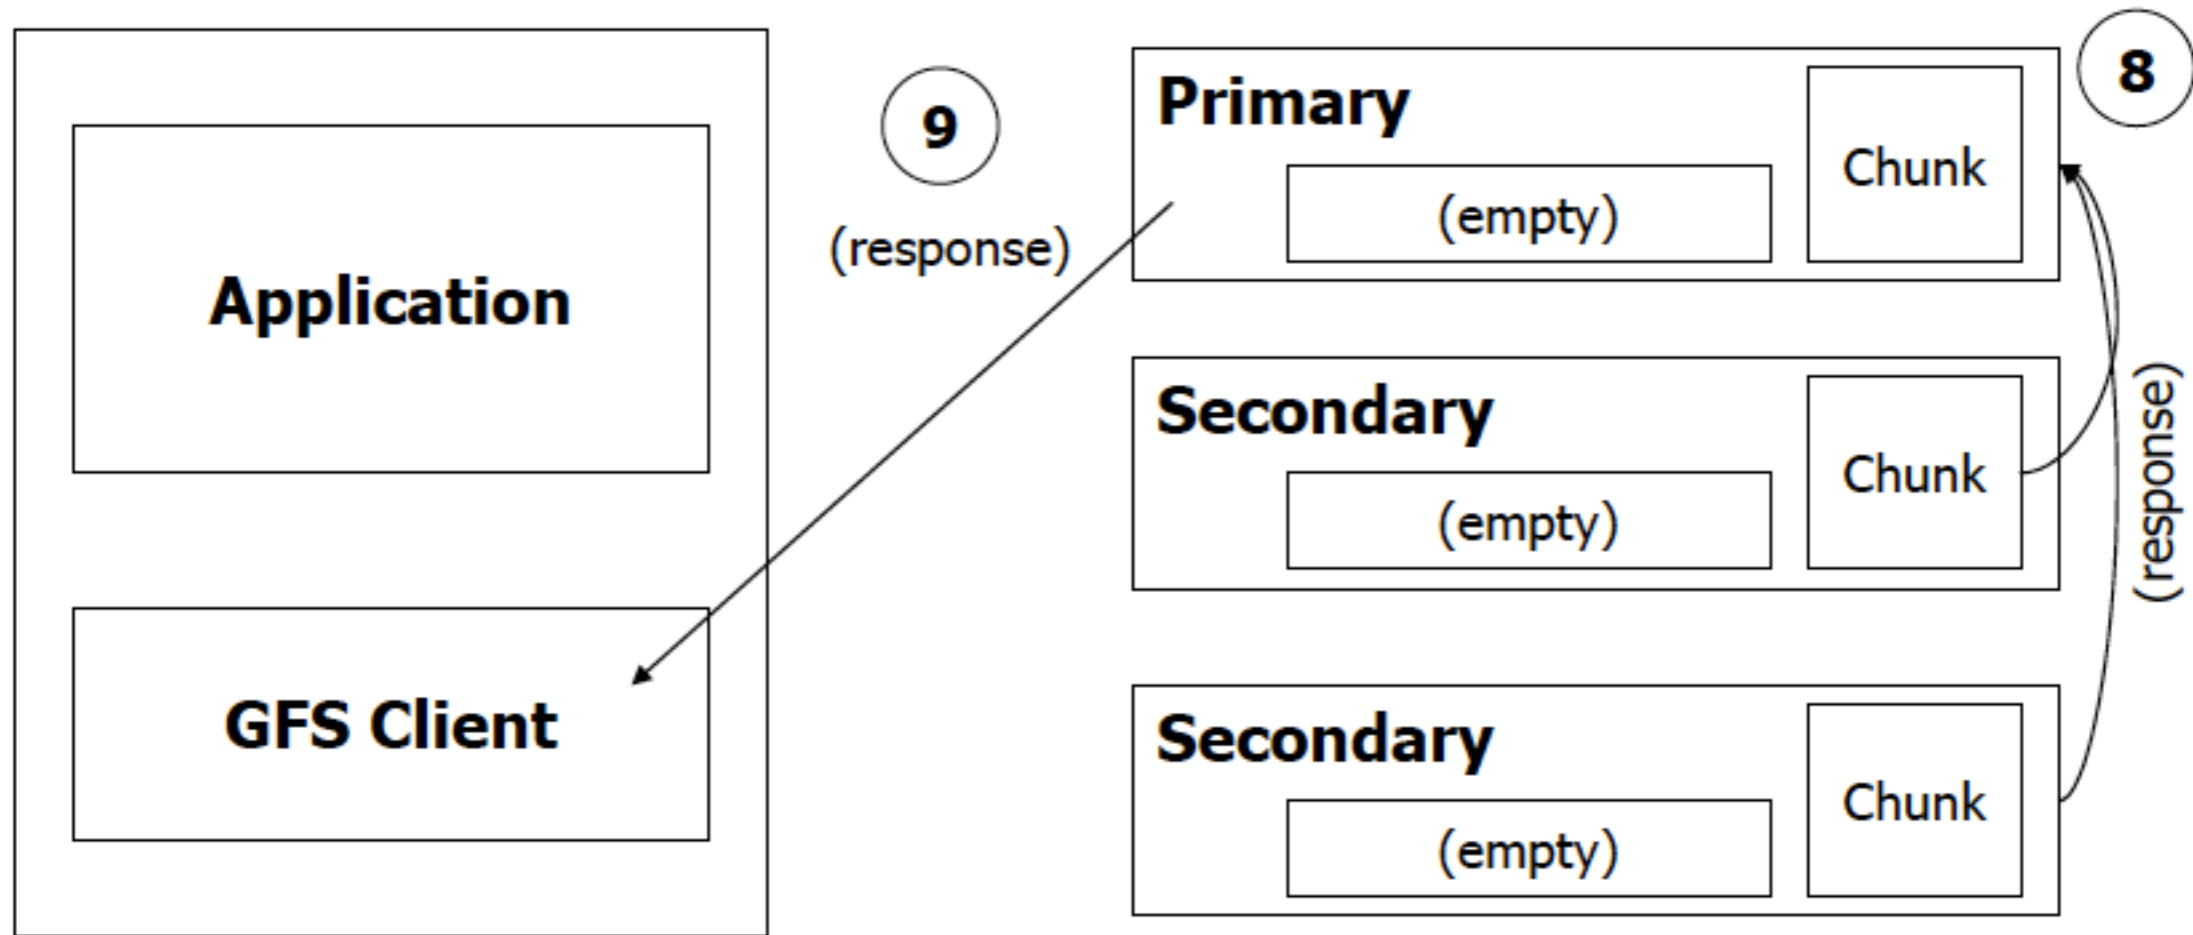 Application
GFS Client
9
(response)
Primary
(empty)
Chunk
8
Secondary
(empty)
Chunk
(response)
Secondary
(empty)
Chunk